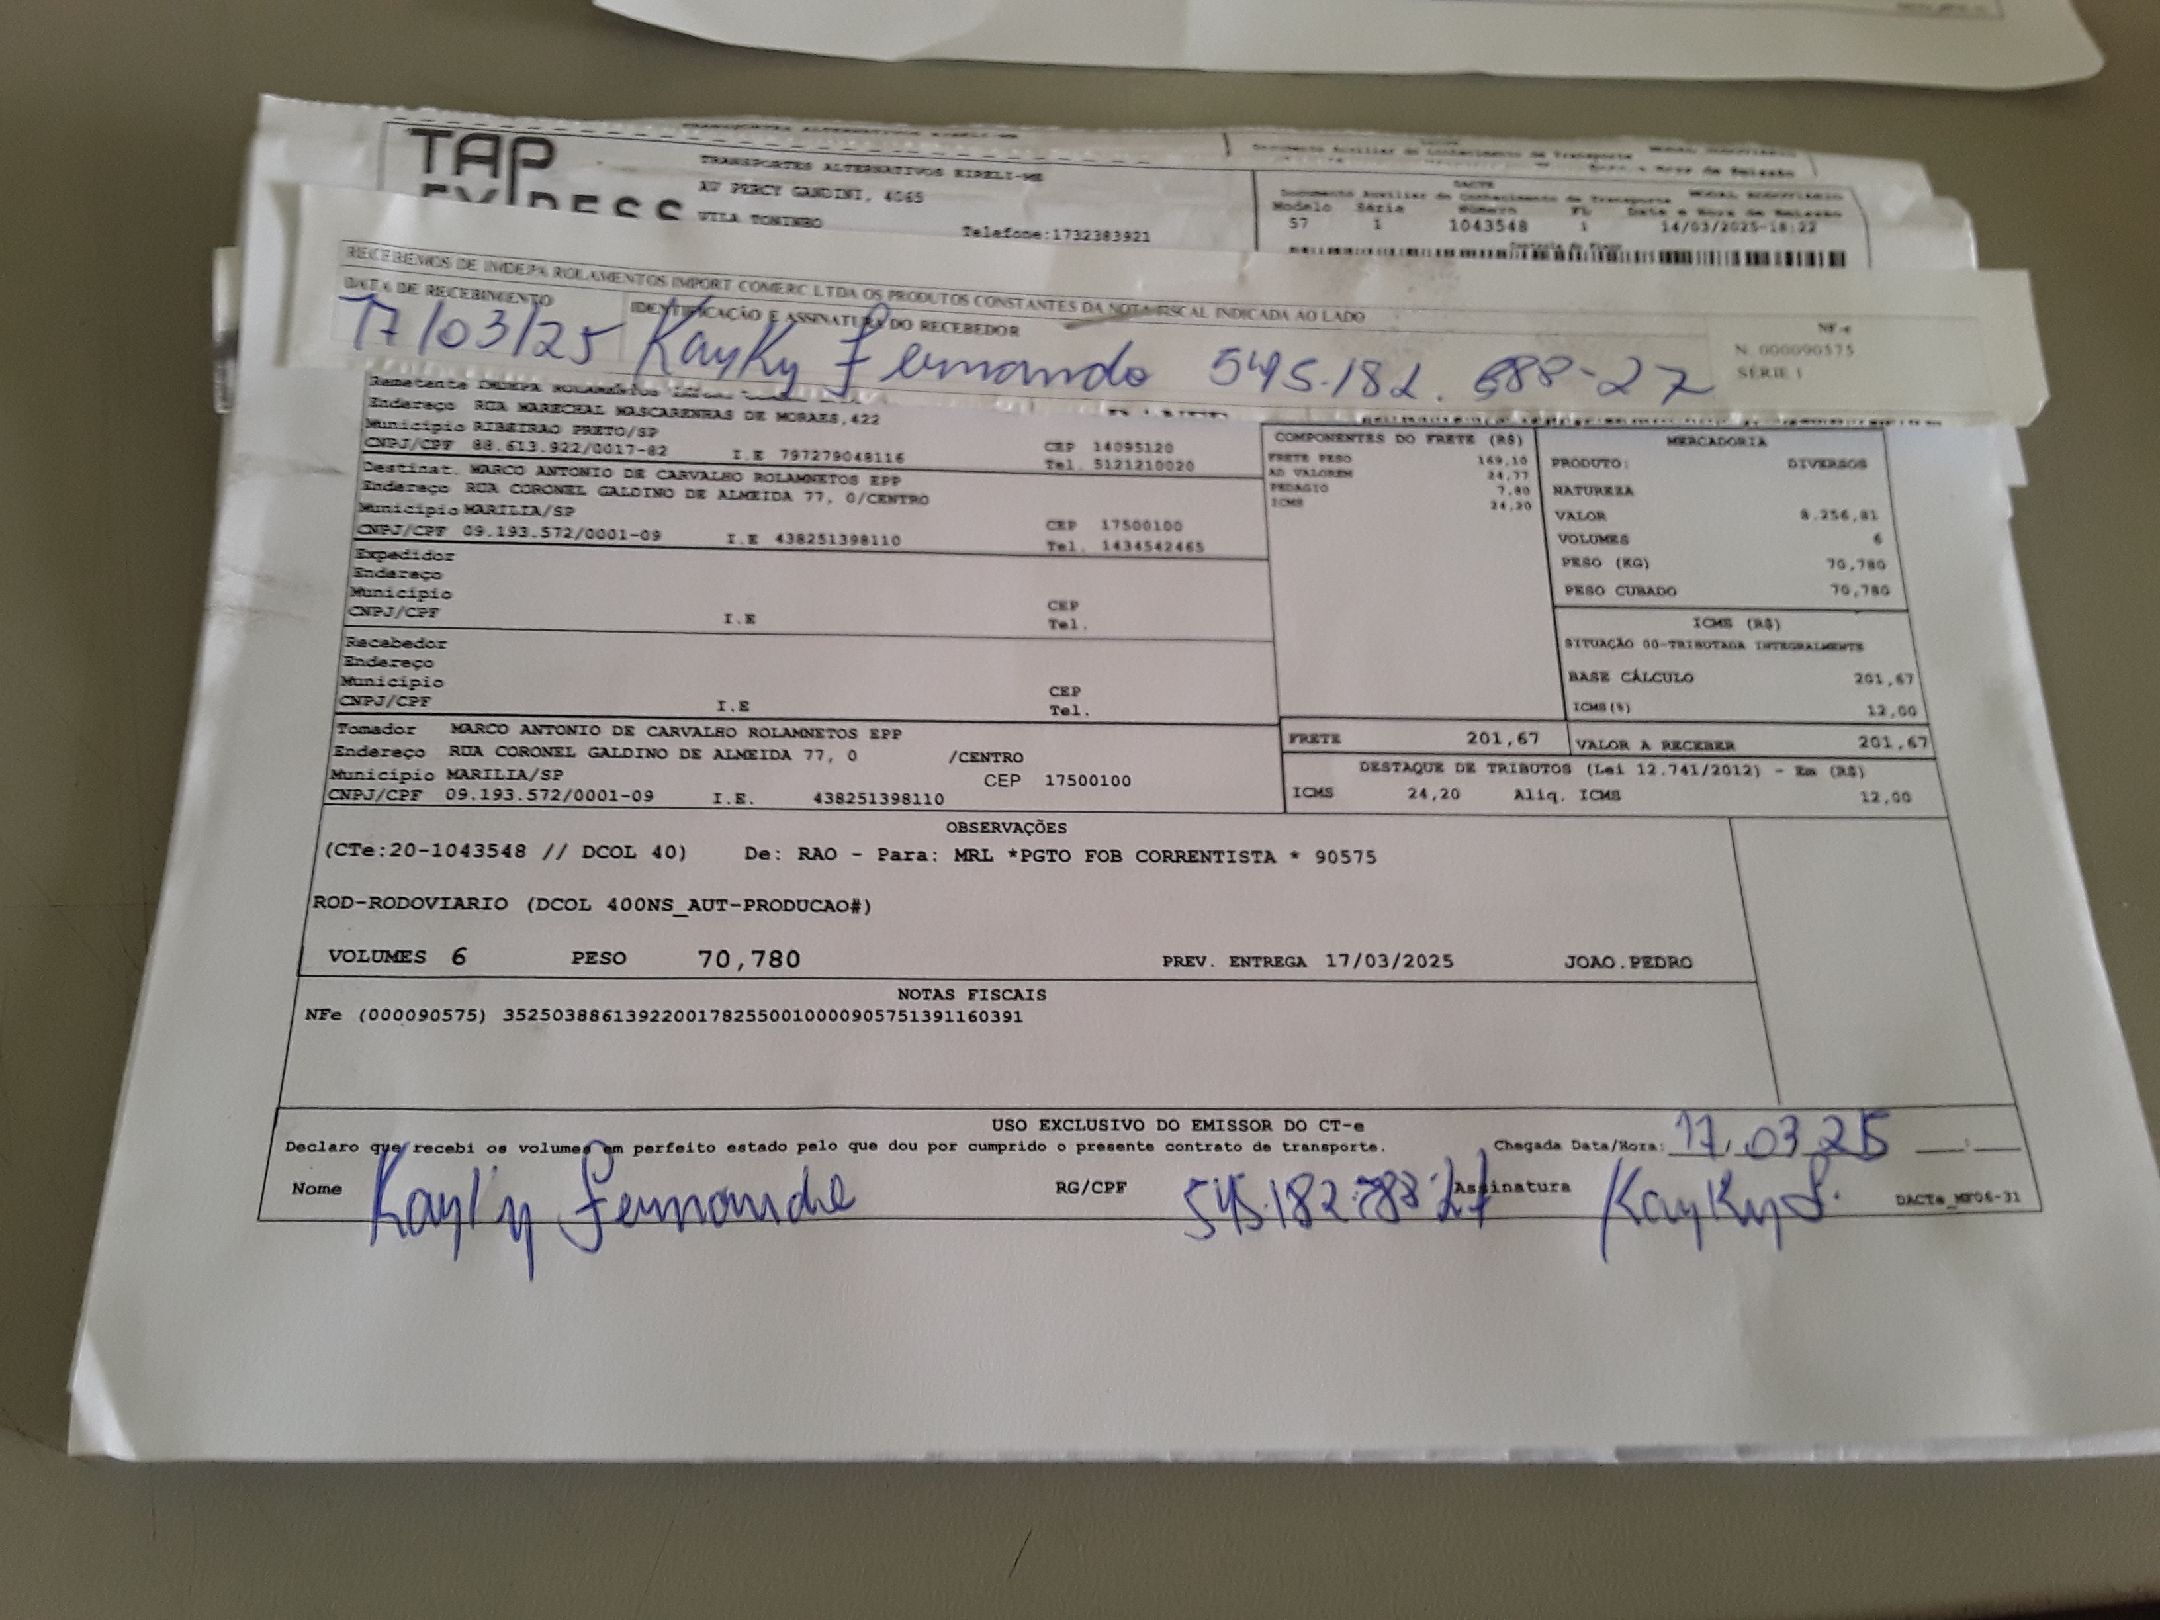 TAP
TRANSPORTES ALTERNATIVOS EIRELI-ME
AV PERCY GANDINI, 4065
VILA TONINHO
Telefone:1732383921
DACTE
MODAL RODOVIÁRIO
Documento Auxiliar do Conhecimento de Transporte
Modelo Série Número FL Data e Hora de Emissão
57 1 1043548 1 14/03/2025-18:22
Controle do Fisco
RECEBEMOS DE IMDEPA ROLAMENTOS IMPORT COMERC LTDA OS PRODUTOS CONSTANTES DA NOTA FISCAL INDICADA AO LADO
DATA DE RECEBIMENTO
IDENTIFICAÇÃO E ASSINATURA DO RECEBEDOR
NF-e
N. 000090575
SÉRIE 1
17/03/25 Kayky Fernando 545.182. 888-27
Remetente IMDEPA ROLAMENTOS
Endereço RUA MARECHAL MASCARENHAS DE MORAES,422
Município RIBEIRAO PRETO/SP
CEP 14095120
CNPJ/CPF 88.613.922/0017-82 I.E 797279048116
Tel. 5121210020
Destinat. MARCO ANTONIO DE CARVALHO ROLAMNETOS EPP
Endereço RUA CORONEL GALDINO DE ALMEIDA 77, 0/CENTRO
Município MARILIA/SP
CEP 17500100
CNPJ/CPF 09.193.572/0001-09 I.E 438251398110
Tel. 1434542465
Expedidor
Endereço
Município
CEP
CNPJ/CPF I.E
Tel.
Recebedor
Endereço
Município
CEP
CNPJ/CPF I.E
Tel.
Tomador MARCO ANTONIO DE CARVALHO ROLAMNETOS EPP
Endereço RUA CORONEL GALDINO DE ALMEIDA 77, 0 /CENTRO
Município MARILIA/SP CEP 17500100
CNPJ/CPF 09.193.572/0001-09 I.E. 438251398110
COMPONENTES DO FRETE (R$)
FRETE PESO 169,10
AD VALOREM 24,77
PEDAGIO 7,80
ICMS 24,20
FRETE 201,67
MERCADORIA
PRODUTO: DIVERSOS
NATUREZA
VALOR 8.256,81
VOLUMES 6
PESO (KG) 70,780
PESO CUBADO 70,780
ICMS (R$)
SITUAÇÃO 00-TRIBUTADA INTEGRALMENTE
BASE CÁLCULO 201,67
ICMS(%) 12,00
VALOR A RECEBER 201,67
DESTAQUE DE TRIBUTOS (Lei 12.741/2012) - Em (R$)
ICMS 24,20 Aliq. ICMS 12,00
OBSERVAÇÕES
(CTe:20-1043548 // DCOL 40) De: RAO - Para: MRL *PGTO FOB CORRENTISTA * 90575
ROD-RODOVIARIO (DCOL 400NS_AUT-PRODUCAO#)
VOLUMES 6 PESO 70,780 PREV. ENTREGA 17/03/2025 JOAO.PEDRO
NOTAS FISCAIS
NFe (000090575) 35250388613922001782550010000905751391160391
USO EXCLUSIVO DO EMISSOR DO CT-e
Declaro que recebi os volumes em perfeito estado pelo que dou por cumprido o presente contrato de transporte. Chegada Data/Hora: 17/03/25
Nome Kayky Fernando RG/CPF 545.182.888 27 Assinatura Kayky F.
DACTe_MF06-31